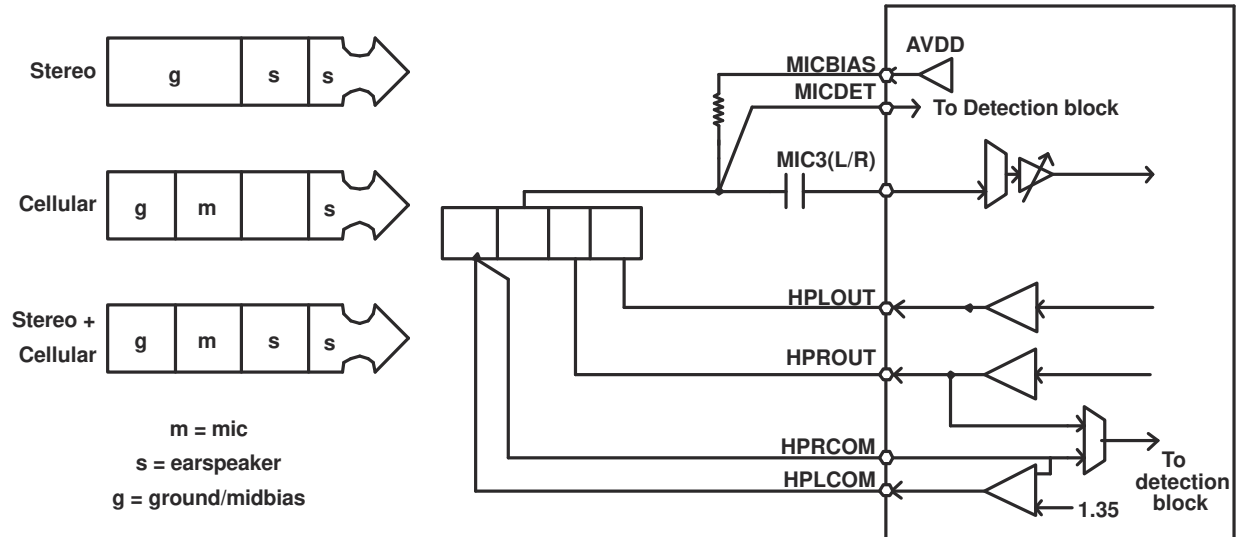 Stereo
g
s
s
Cellular
g
m
s
Stereo +
Cellular
g
m
s
s
m = mic
s = earspeaker
g = ground/midbias
AVDD
MICBIAS
MICDET
To Detection block
MIC3(L/R)
HPLOUT
HPROUT
HPRCOM
HPLCOM
To
detection
block
1.35